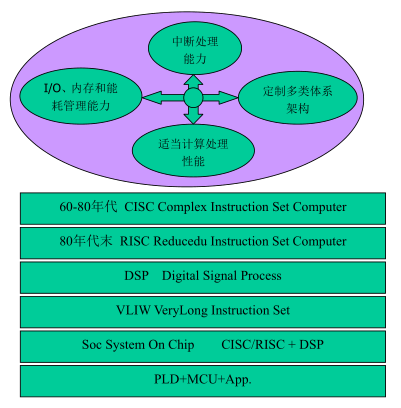 中断处理
能力
I/O、内存和能
耗管理能力
定制多类体系
架构
适当计算处理
性能
60-80年代 CISC Complex Instruction Set Computer
80年代末 RISC Reducedu Instruction Set Computer
DSP Digital Signal Process
VLIW VeryLong Instruction Set
Soc System On Chip CISC/RISC + DSP
PLD+MCU+App.